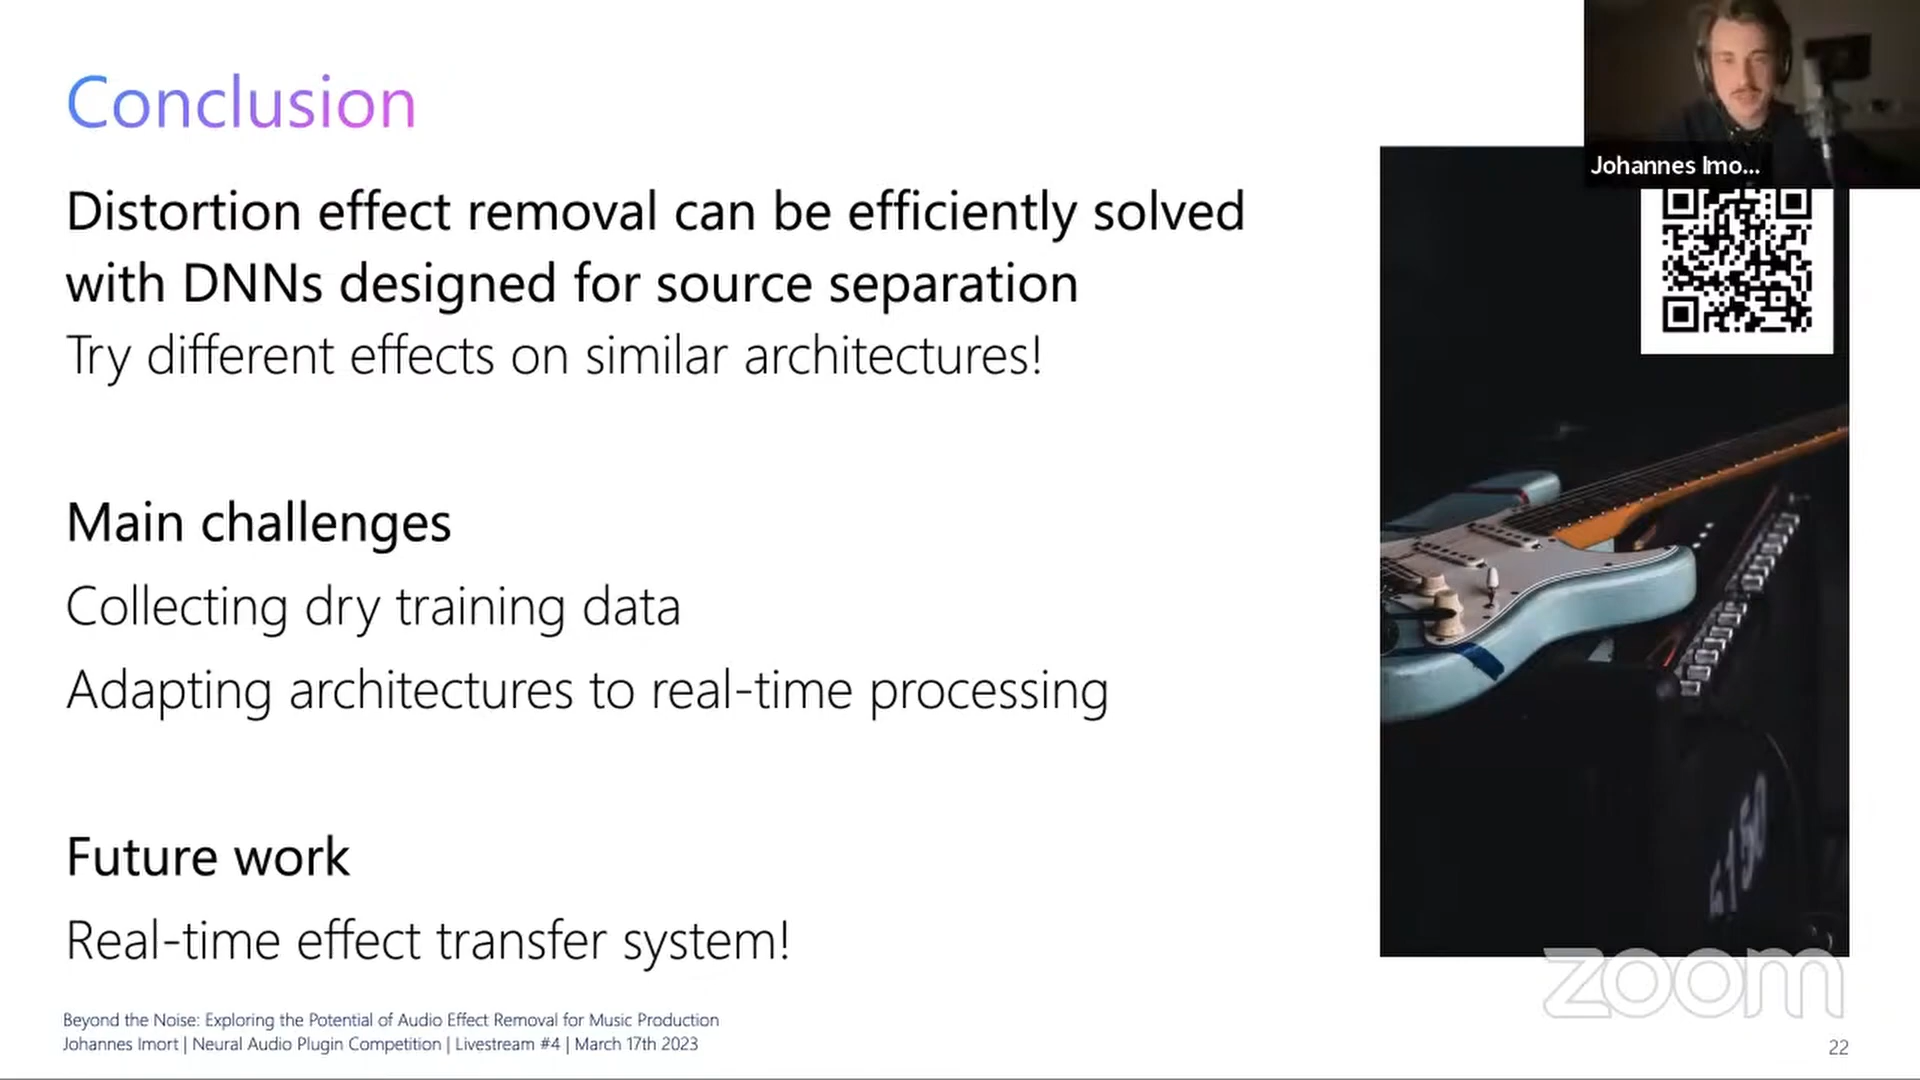 Conclusion
Johannes Imo...
Distortion effect removal can be efficiently solved
with DNNs designed for source separation
Try different effects on similar architectures!
Main challenges
Collecting dry training data
Adapting architectures to real-time processing
Future work
Real-time effect transfer system!
Beyond the Noise: Exploring the Potential of Audio Effect Removal for Music Production
Johannes Imort | Neural Audio Plugin Competition | Livestream #4 | March 17th 2023
zoom
22